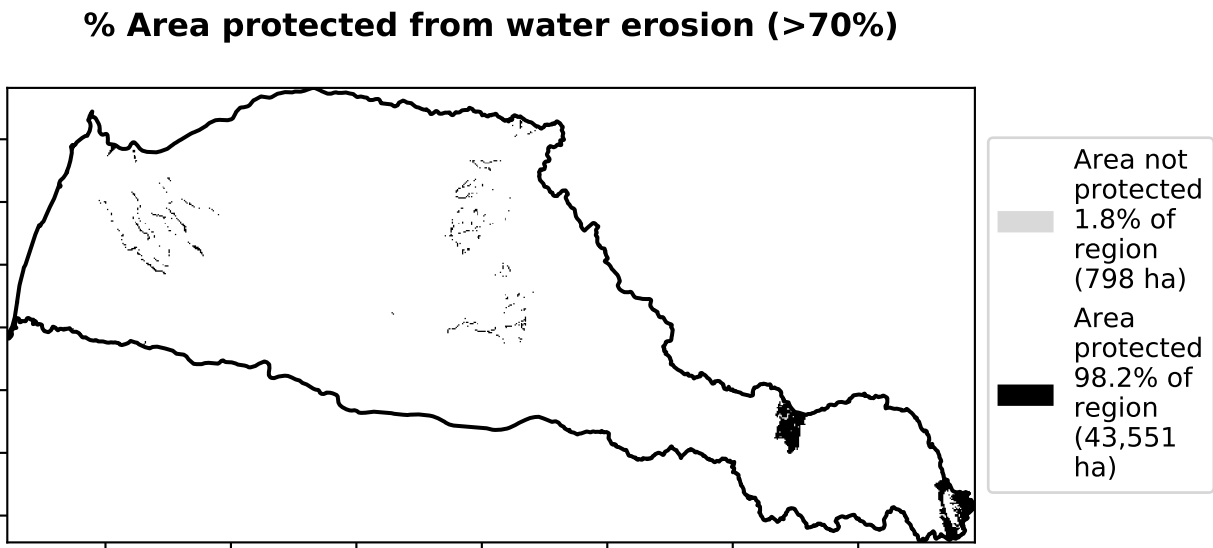 % Area protected from water erosion (>70%)
Area not
protected
1.8% of
region
(798 ha)
Area
protected
98.2% of
region
(43,551
ha)